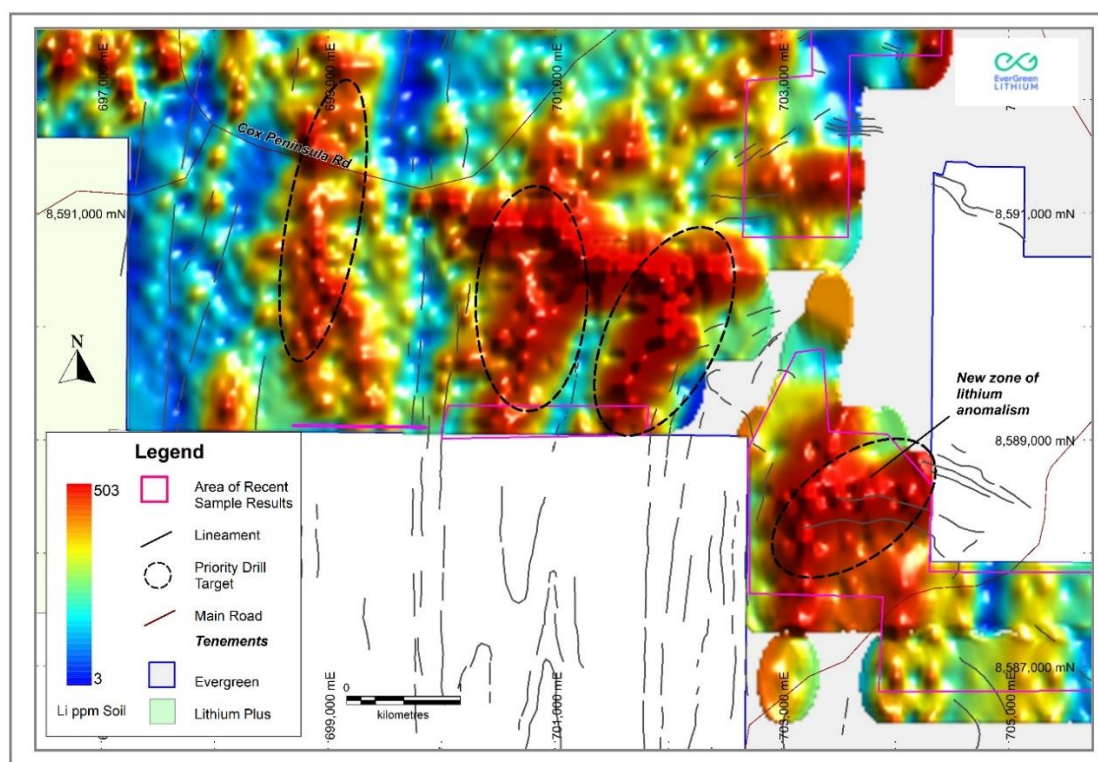 697,000 mE
699,000 mE
701,000 mE
703,000 mE
EverGreen
LITHIUM
Cox Peninsula Rd
8,591,000 mN
8,591,000 mN
N
New zone of
lithium
anomalism
8,589,000 mN
Legend
503
3
Li ppm Soil
Area of Recent
Sample Results
Lineament
Priority Drill
Target
Main Road
Tenements
Evergreen
Lithium Plus
0
kilometres
8,587,000 mN
699,000 mE
701,000 mE
703,000 mE
705,000 mE